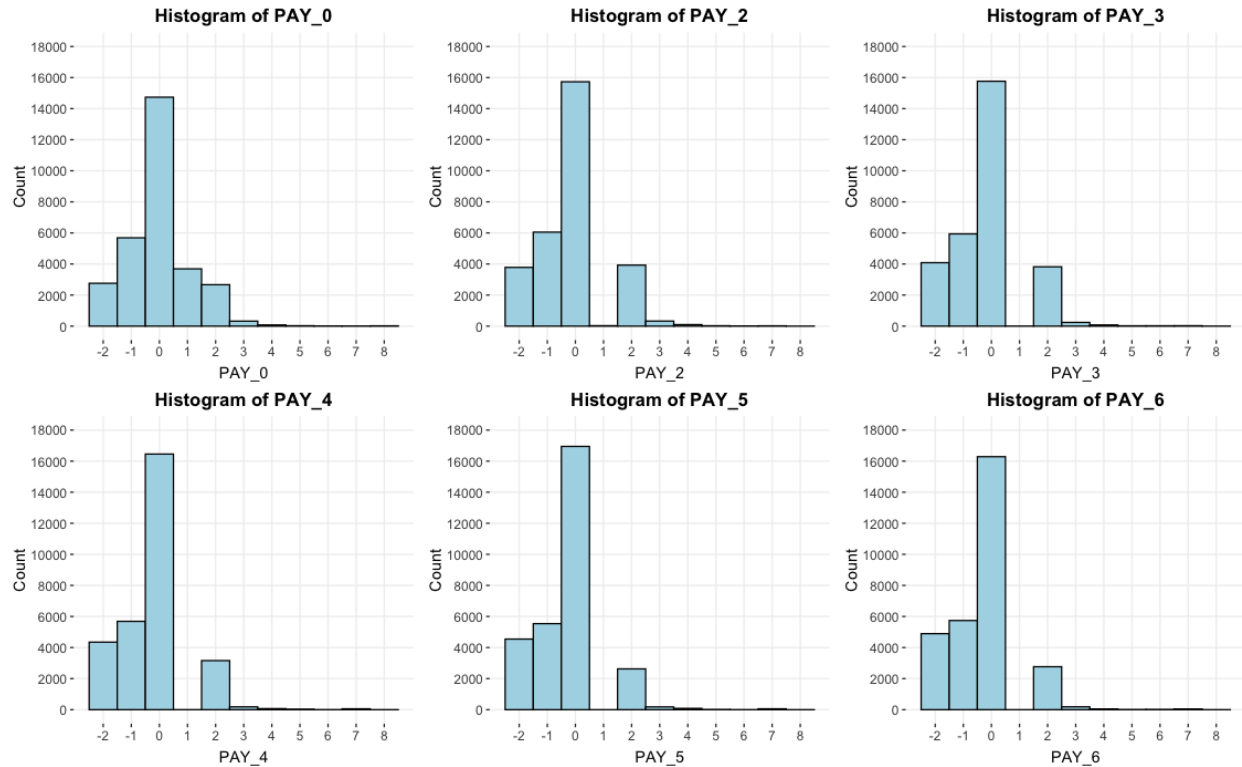 Histogram of PAY_0
18000
16000
14000
12000
10000
8000
6000
4000
2000
0
Count
-2 -1 0 1 2 3 4 5 6 7 8
PAY_0
Histogram of PAY_2
18000
16000
14000
12000
10000
8000
6000
4000
2000
0
Count
-2 -1 0 1 2 3 4 5 6 7 8
PAY_2
Histogram of PAY_3
18000
16000
14000
12000
10000
8000
6000
4000
2000
0
Count
-2 -1 0 1 2 3 4 5 6 7 8
PAY_3
Histogram of PAY_4
18000
16000
14000
12000
10000
8000
6000
4000
2000
0
Count
-2 -1 0 1 2 3 4 5 6 7 8
PAY_4
Histogram of PAY_5
18000
16000
14000
12000
10000
8000
6000
4000
2000
0
Count
-2 -1 0 1 2 3 4 5 6 7 8
PAY_5
Histogram of PAY_6
18000
16000
14000
12000
10000
8000
6000
4000
2000
0
Count
-2 -1 0 1 2 3 4 5 6 7 8
PAY_6